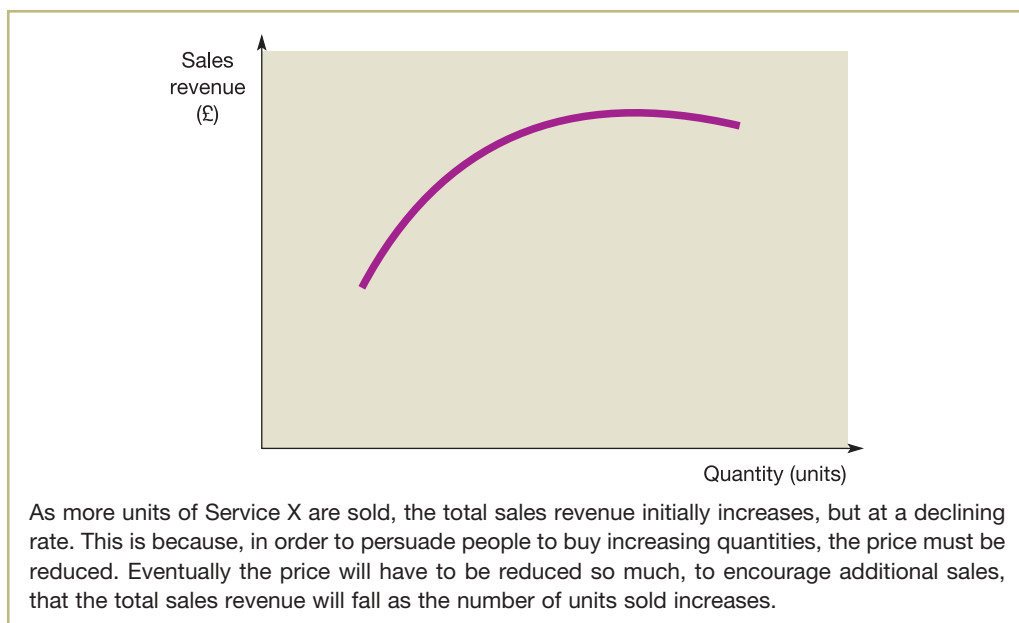 Sales
revenue
(£)
Quantity (units)
As more units of Service X are sold, the total sales revenue initially increases, but at a declining
rate. This is because, in order to persuade people to buy increasing quantities, the price must be
reduced. Eventually the price will have to be reduced so much, to encourage additional sales,
that the total sales revenue will fall as the number of units sold increases.